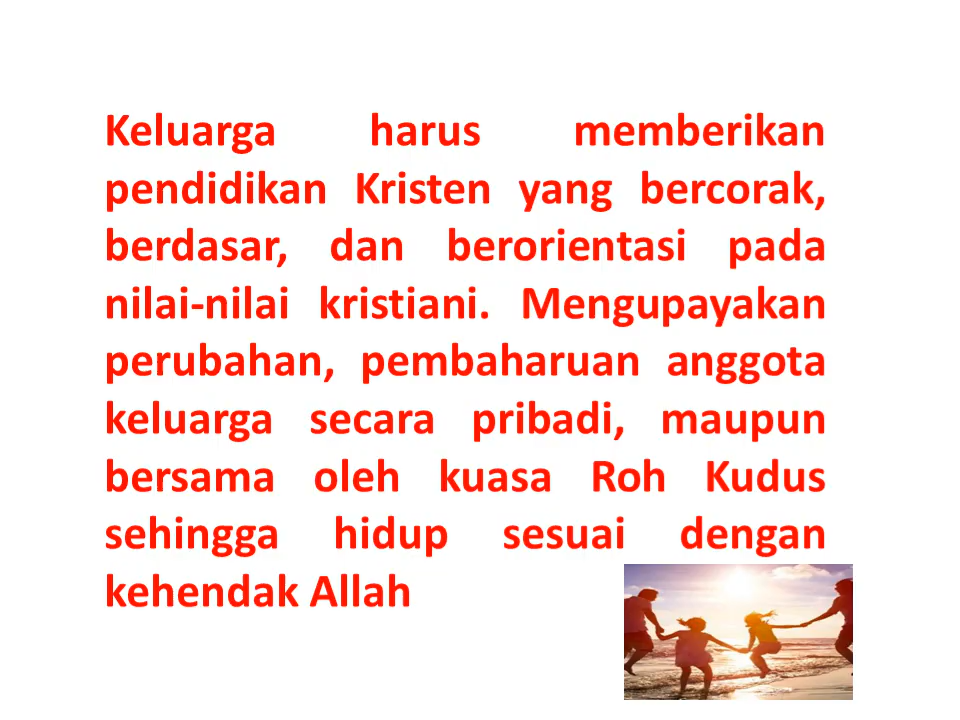 Keluarga harus memberikan
pendidikan Kristen yang bercorak,
berdasar, dan berorientasi pada
nilai-nilai kristiani. Mengupayakan
perubahan, pembaharuan anggota
keluarga secara pribadi, maupun
bersama oleh kuasa Roh Kudus
sehingga hidup sesuai dengan
kehendak Allah